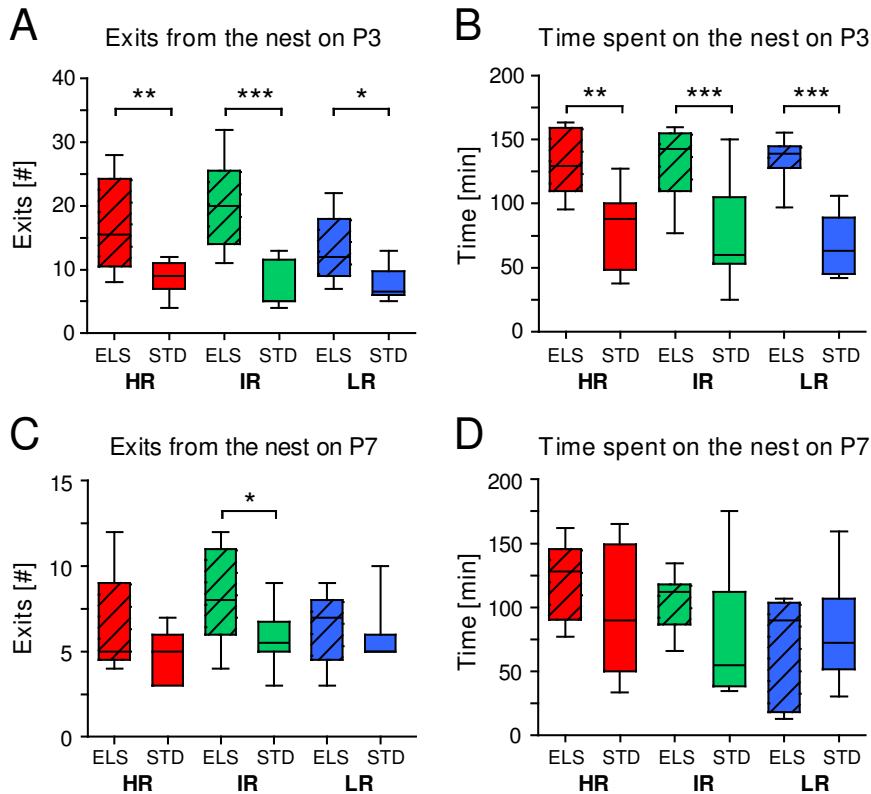 A
Exits from the nest on P3
40
30
20
10
0
Exits [#]
** *** *
ELS STD ELS STD ELS STD
HR IR LR
B
Time spent on the nest on P3
200
150
100
50
0
Time [min]
** *** ***
ELS STD ELS STD ELS STD
HR IR LR
C
Exits from the nest on P7
15
10
5
0
Exits [#]
*
ELS STD ELS STD ELS STD
HR IR LR
D
Time spent on the nest on P7
200
150
100
50
0
Time [min]
ELS STD ELS STD ELS STD
HR IR LR